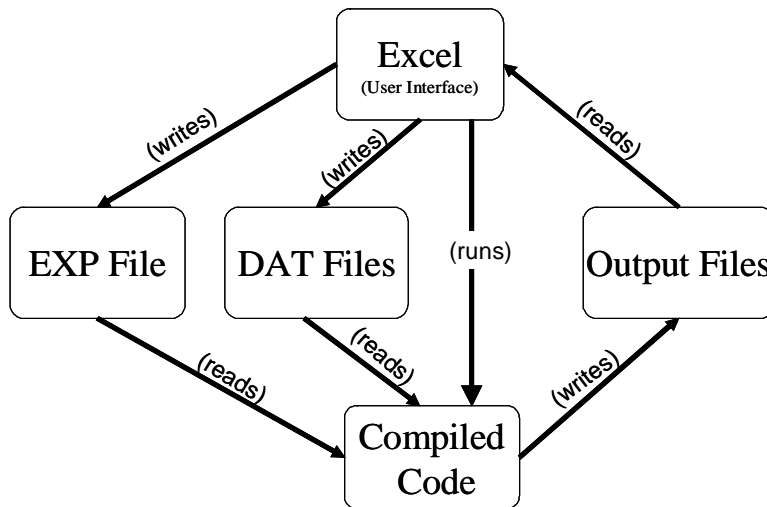 Excel
(User Interface)
(writes)
(writes)
(reads)
EXP File
DAT Files
(runs)
Output Files
(reads)
(reads)
(writes)
Compiled
Code